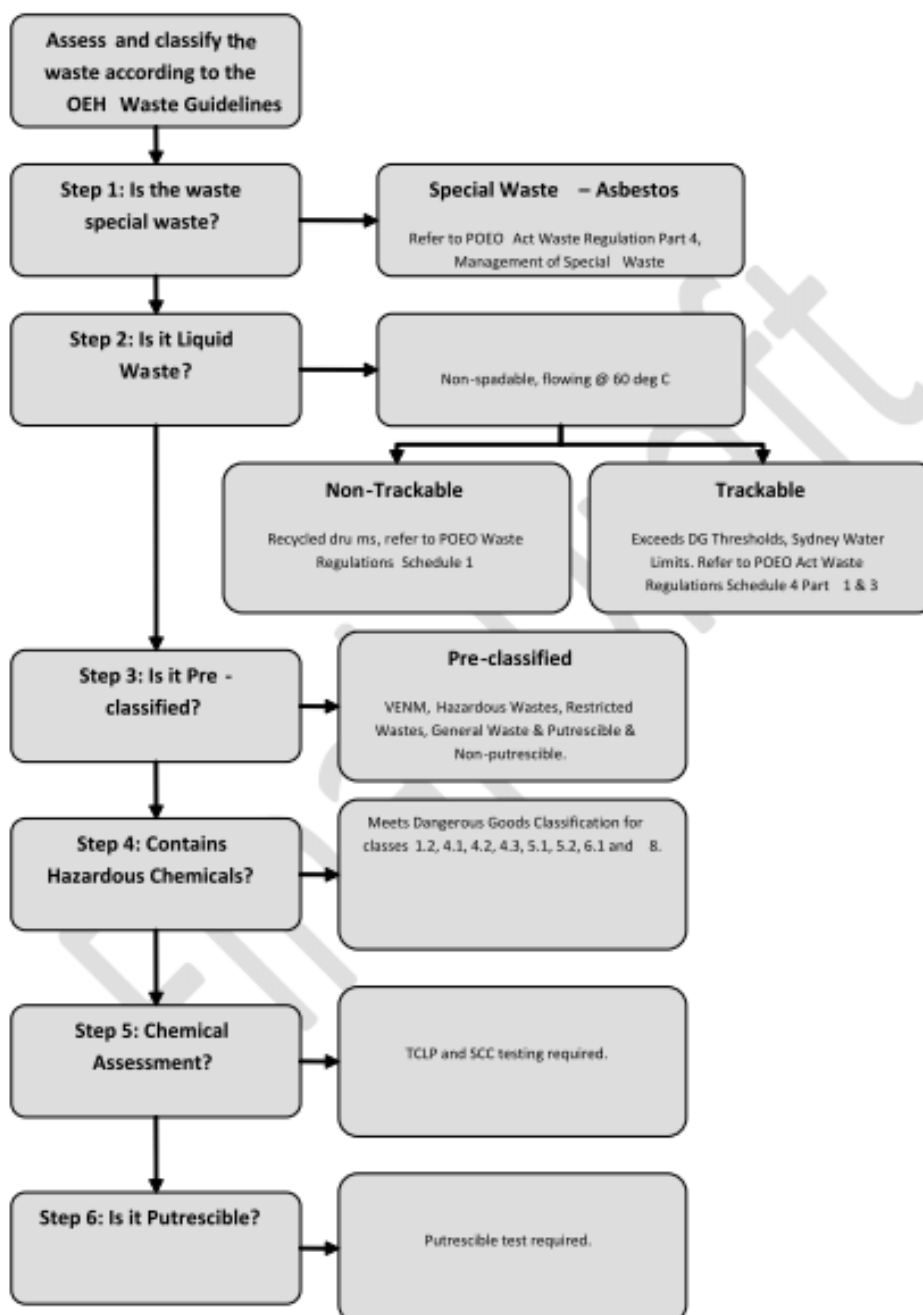 Assess and classify the
waste according to the
OEH Waste Guidelines
Step 1: Is the waste
special waste?
Special Waste – Asbestos
Refer to POEO Act Waste Regulation Part 4,
Management of Special Waste
Step 2: Is it Liquid
Waste?
Non-spadable, flowing @ 60 deg C
Non-Trackable
Recycled dru ms, refer to POEO Waste
Regulations Schedule 1
Trackable
Exceeds DG Thresholds, Sydney Water
Limits. Refer to POEO Act Waste
Regulations Schedule 4 Part 1 & 3
Step 3: Is it Pre -
classified?
Pre-classified
VENM, Hazardous Wastes, Restricted
Wastes, General Waste & Putrescible &
Non-putrescible.
Step 4: Contains
Hazardous Chemicals?
Meets Dangerous Goods Classification for
classes 1.2, 4.1, 4.2, 4.3, 5.1, 5.2, 6.1 and 8.
Step 5: Chemical
Assessment?
TCLP and SCC testing required.
Step 6: Is it Putrescible?
Putrescible test required.